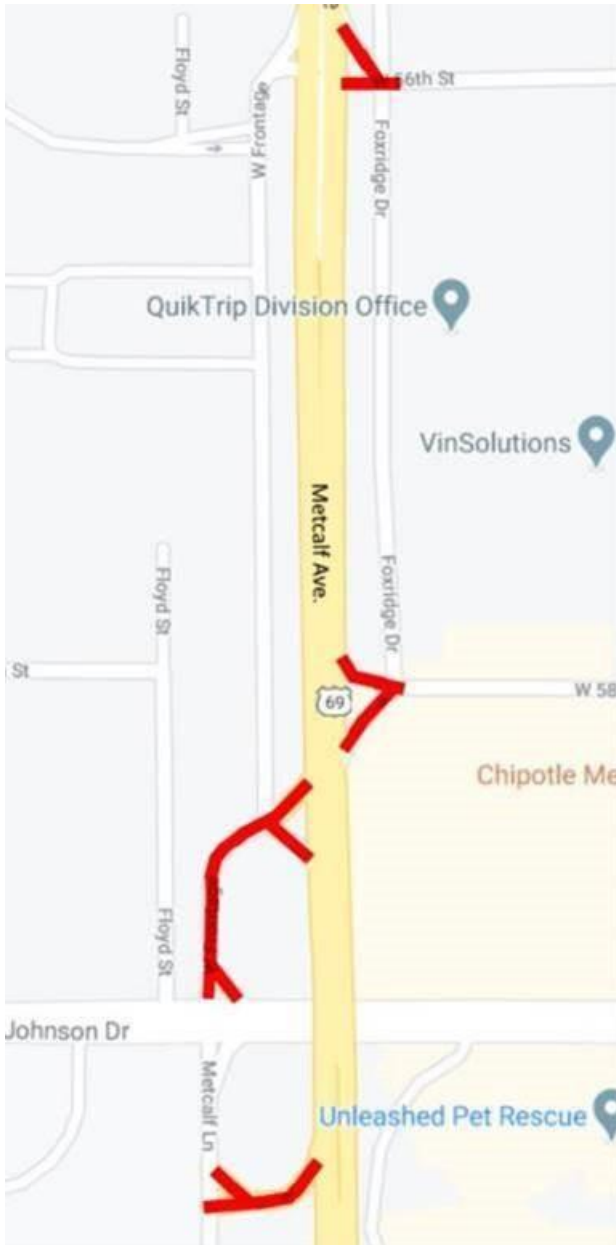 Floyd St
W Frontage
56th St
Foxridge Dr
QuikTrip Division Office
VinSolutions
Metcalf Ave.
Floyd St
Foxridge Dr
St
69
W 58
Chipotle Me
Floyd St
Johnson Dr
Metcalf Ln
Unleashed Pet Rescue